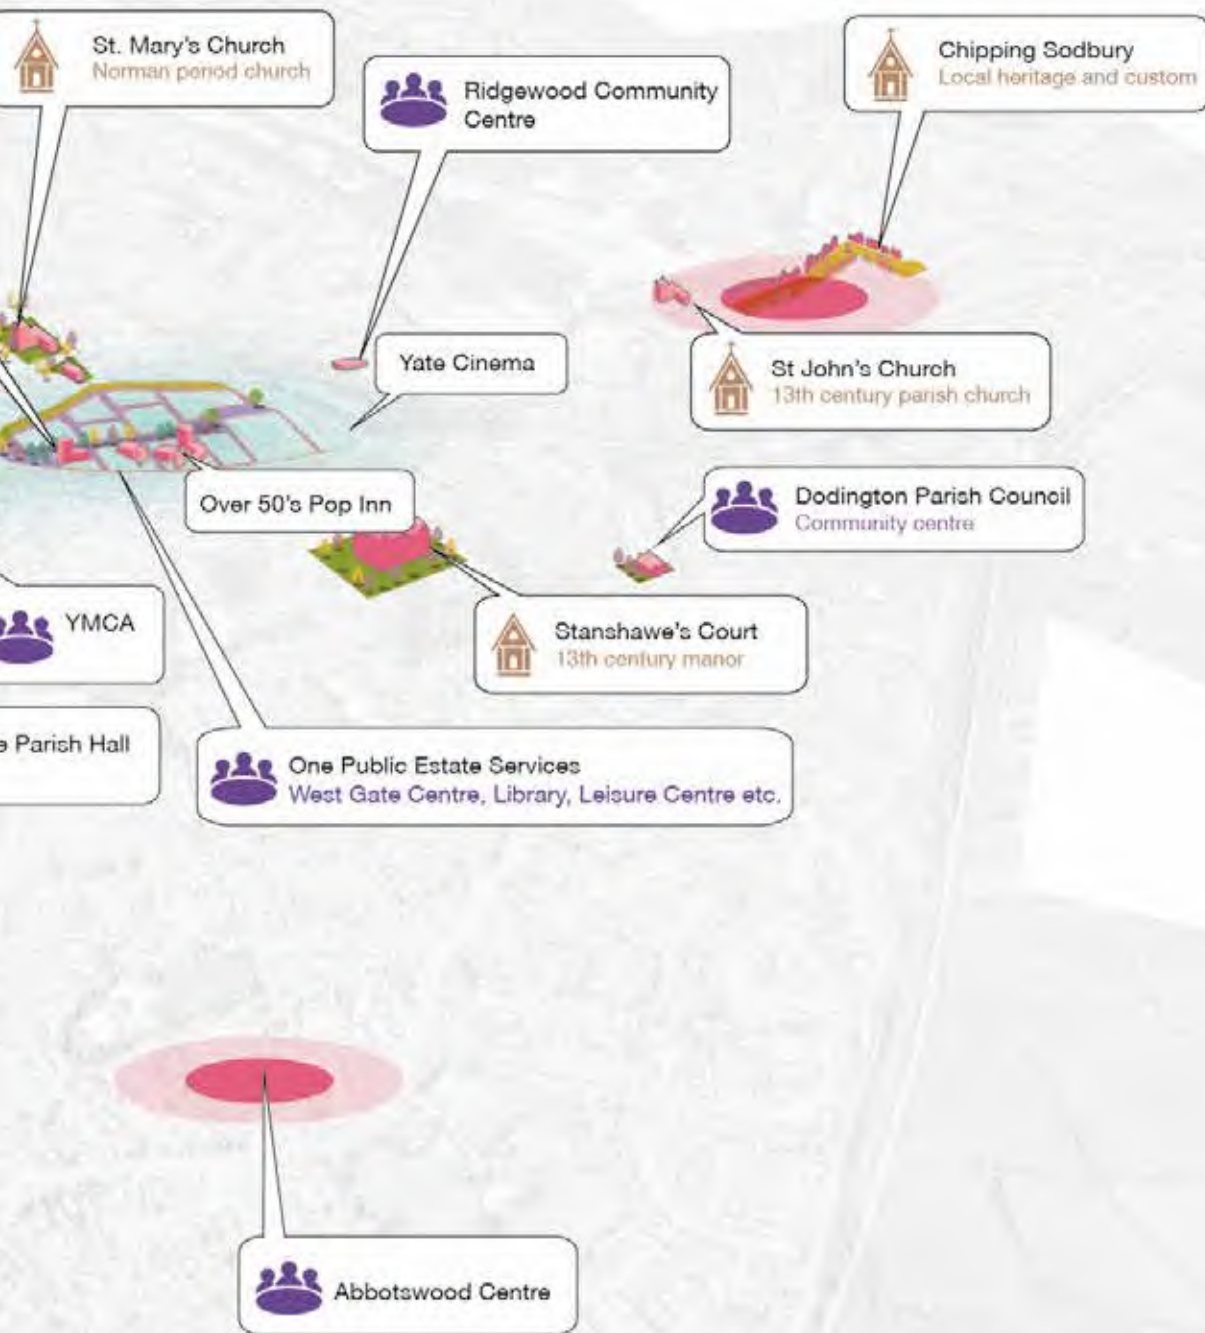 St. Mary's Church
Norman period church
Ridgewood Community
Centre
Chipping Sodbury
Local heritage and custom
Yate Cinema
St John's Church
13th century parish church
Over 50's Pop Inn
Dodington Parish Council
Community centre
YMCA
Stanshawe's Court
13th century manor
Parish Hall
One Public Estate Services
West Gate Centre, Library, Leisure Centre etc.
Abbotswood Centre